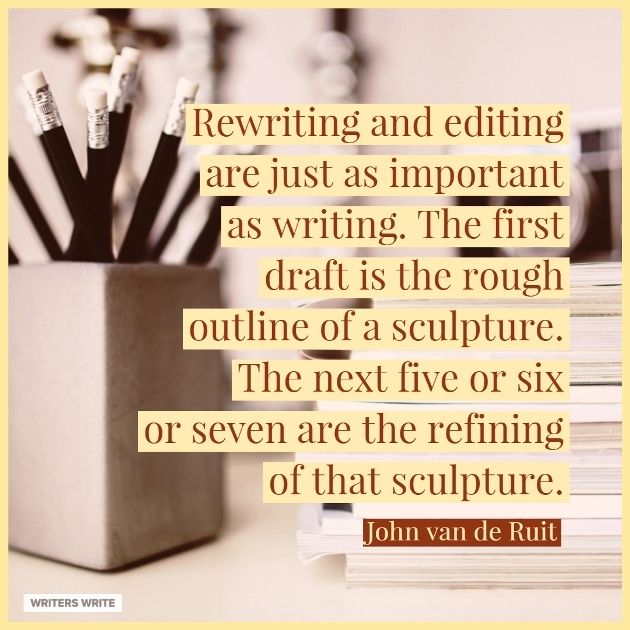 Rewriting and editing
are just as important
as writing. The first
draft is the rough
outline of a sculpture.
The next five or six
or seven are the refining
of that sculpture.
John van de Ruit
WRITERS WRITE